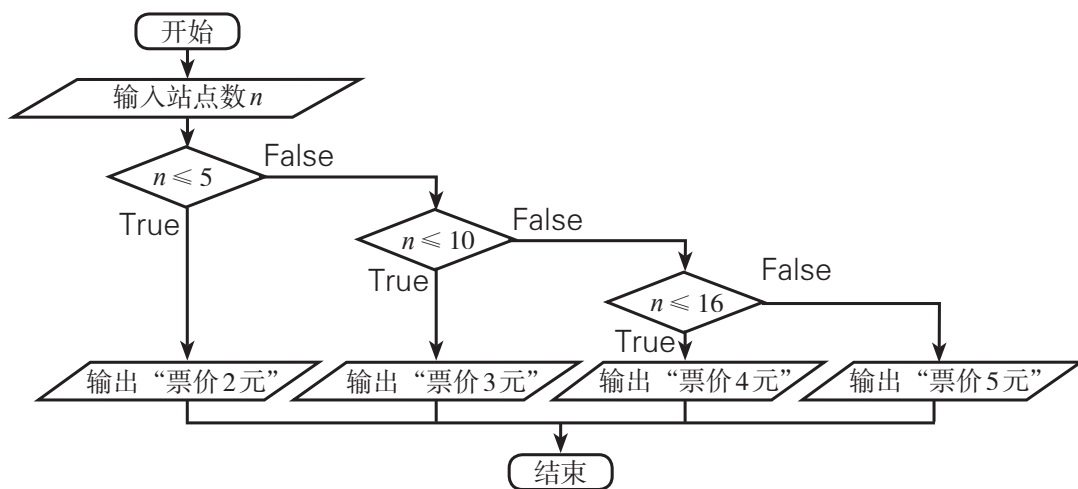 开始
输入站点数n
n ≤ 5
False
True
n ≤ 10
False
True
n ≤ 16
False
True
输出“票价2元”
输出“票价3元”
输出“票价4元”
输出“票价5元”
结束